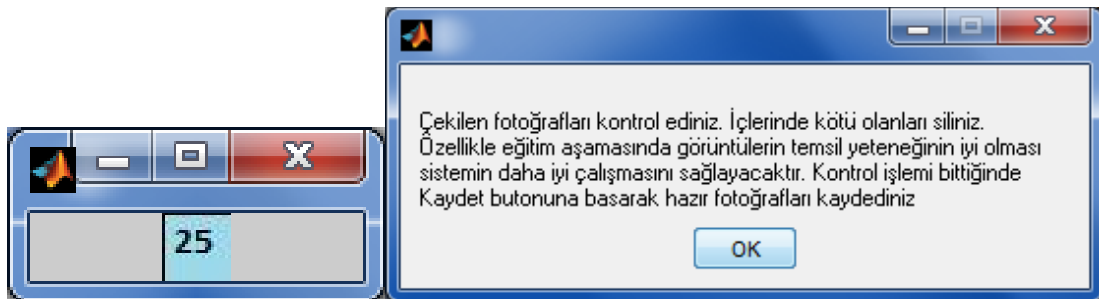 25
Çekilen fotoğrafları kontrol ediniz. İçlerinde kötü olanları siliniz.
Özellikle eğitim aşamasında görüntülerin temsil yeteneğinin iyi olması
sistemin daha iyi çalışmasını sağlayacaktır. Kontrol işlemi bittiğinde
Kaydet butonuna basarak hazır fotoğrafları kaydediniz
OK